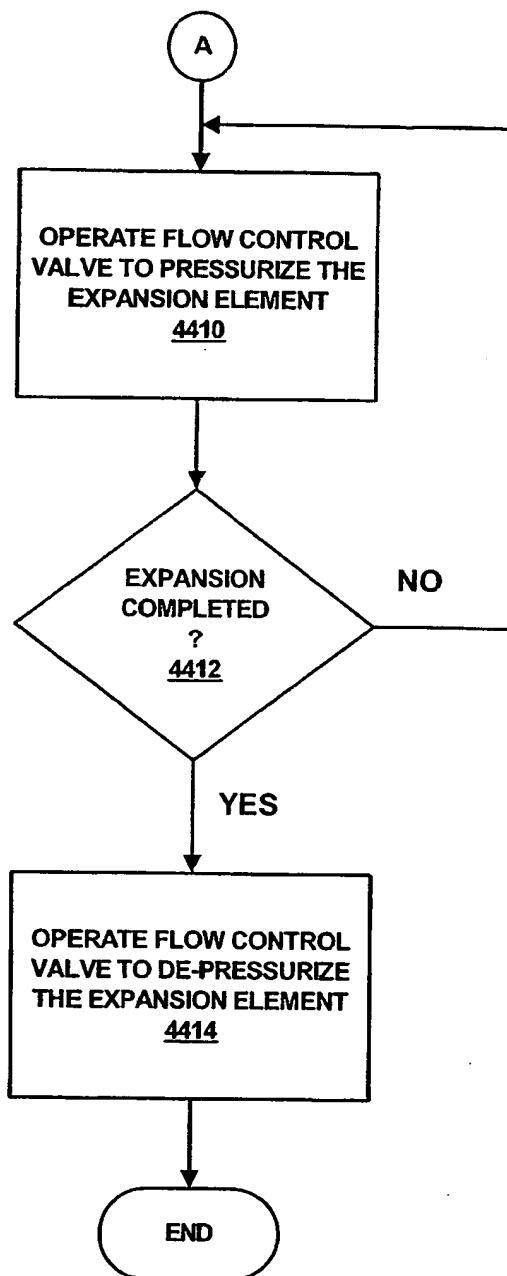 A
OPERATE FLOW CONTROL
VALVE TO PRESSURIZE THE
EXPANSION ELEMENT
4410
EXPANSION
COMPLETED
?
4412
NO
YES
OPERATE FLOW CONTROL
VALVE TO DE-PRESSURIZE
THE EXPANSION ELEMENT
4414
END